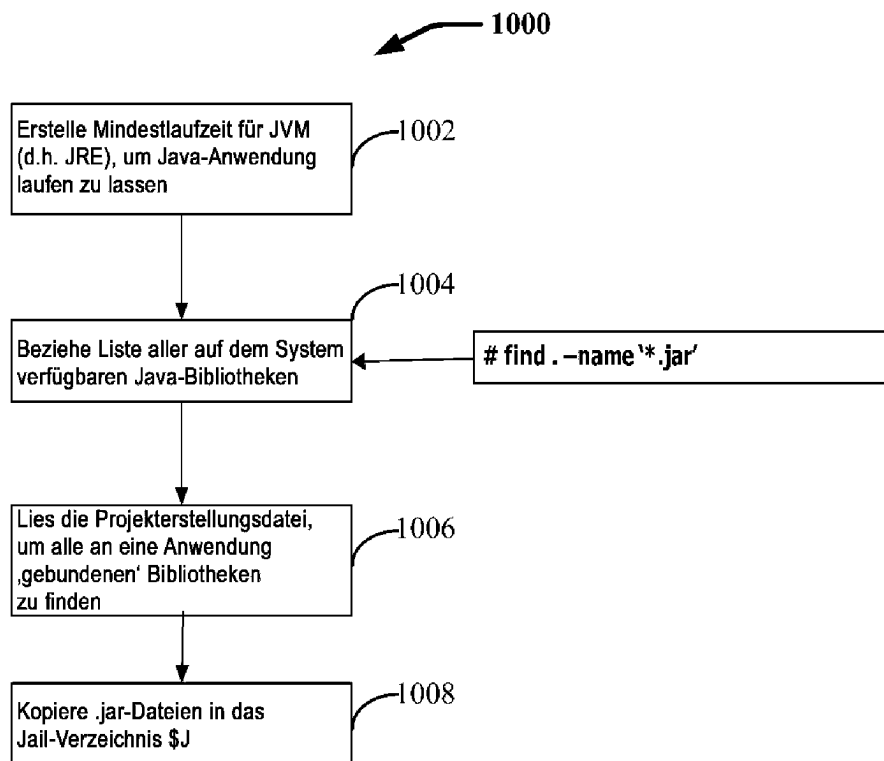 1000
Erstelle Mindestlaufzeit für JVM
(d.h. JRE), um Java-Anwendung
laufen zu lassen
1002
1004
Beziehe Liste aller auf dem System
verfügbaren Java-Bibliotheken
# find . –name‘*.jar’
Lies die Projekterstellungsdatei,
um alle an eine Anwendung
‚gebundenen‘ Bibliotheken
zu finden
1006
Kopiere .jar-Dateien in das
Jail-Verzeichnis $J
1008